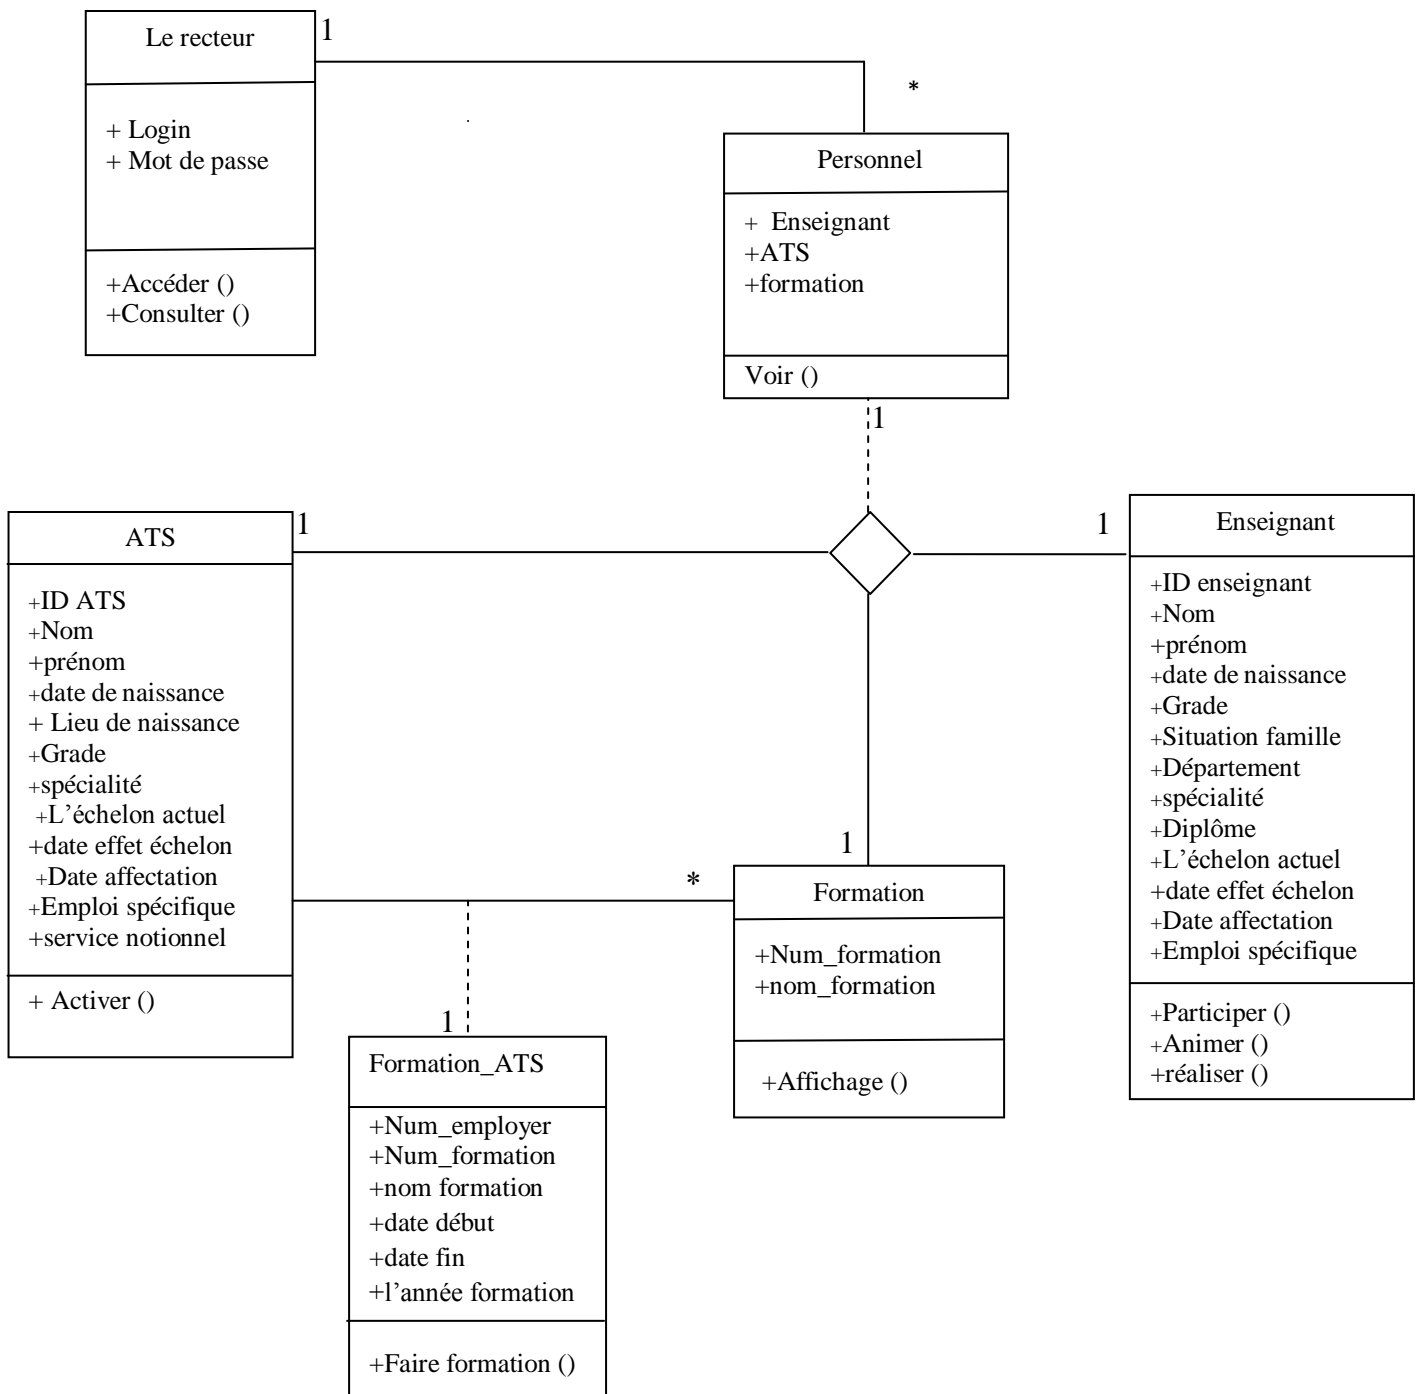 Le recteur
1
+ Login
+ Mot de passe
+Accéder ()
+Consulter ()
*
Personnel
+ Enseignant
+ATS
+formation
Voir ()
1
ATS
1
+ID ATS
+Nom
+prénom
+date de naissance
+ Lieu de naissance
+Grade
+spécialité
+L’échelon actuel
+date effet échelon
+Date affectation
+Emploi spécifique
+service notionnel
+ Activer ()
1
Enseignant
+ID enseignant
+Nom
+prénom
+date de naissance
+Grade
+Situation famille
+Département
+spécialité
+Diplôme
+L’échelon actuel
+date effet échelon
+Date affectation
+Emploi spécifique
+Participer ()
+Animer ()
+réaliser ()
1
*
Formation
+Num_formation
+nom_formation
+Affichage ()
1
Formation_ATS
+Num_employer
+Num_formation
+nom formation
+date début
+date fin
+l’année formation
+Faire formation ()